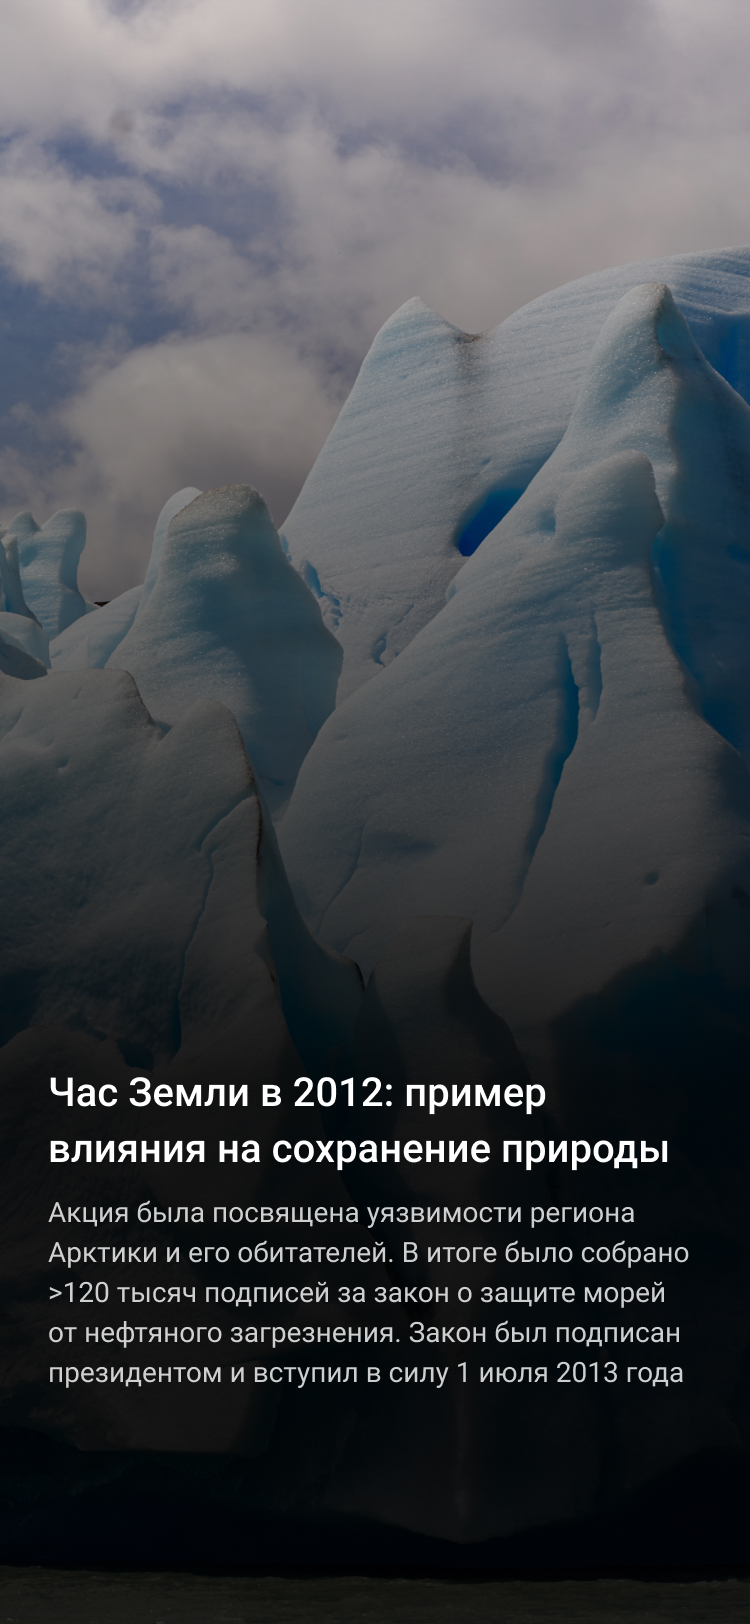 Час Земли в 2012: пример
влияния на сохранение природы
Акция была посвящена уязвимости региона
Арктики и его обитателей. В итоге было собрано
>120 тысяч подписей за закон о защите морей
от нефтяного загрезнения. Закон был подписан
президентом и вступил в силу 1 июля 2013 года